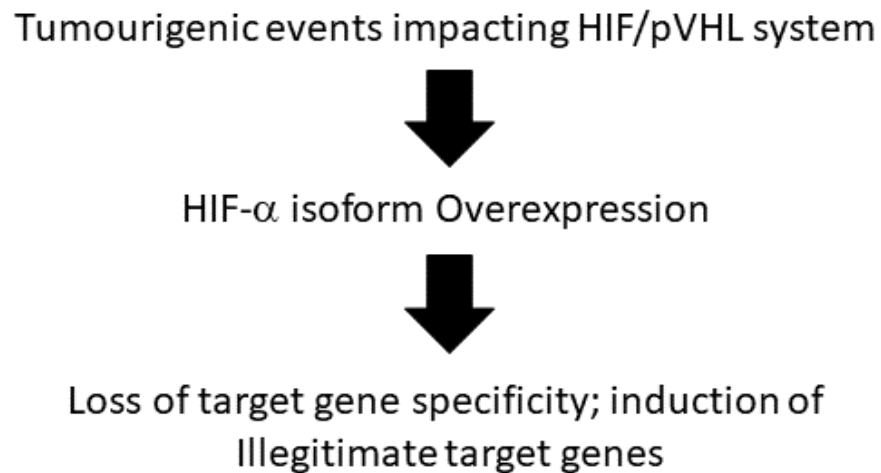 Tumourigenic events impacting HIF/pVHL system
HIF-α isoform Overexpression
Loss of target gene specificity; induction of
Illegitimate target genes